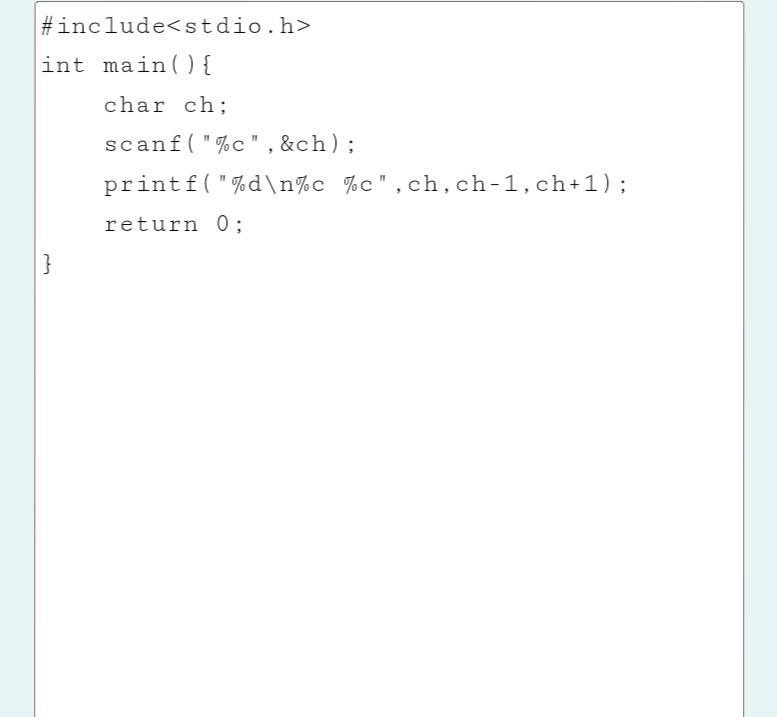 #include<stdio.h>
int main(){
    char ch;
    scanf("%c",&ch);
    printf("%d\n%c %c",ch,ch-1,ch+1);
    return 0;
}